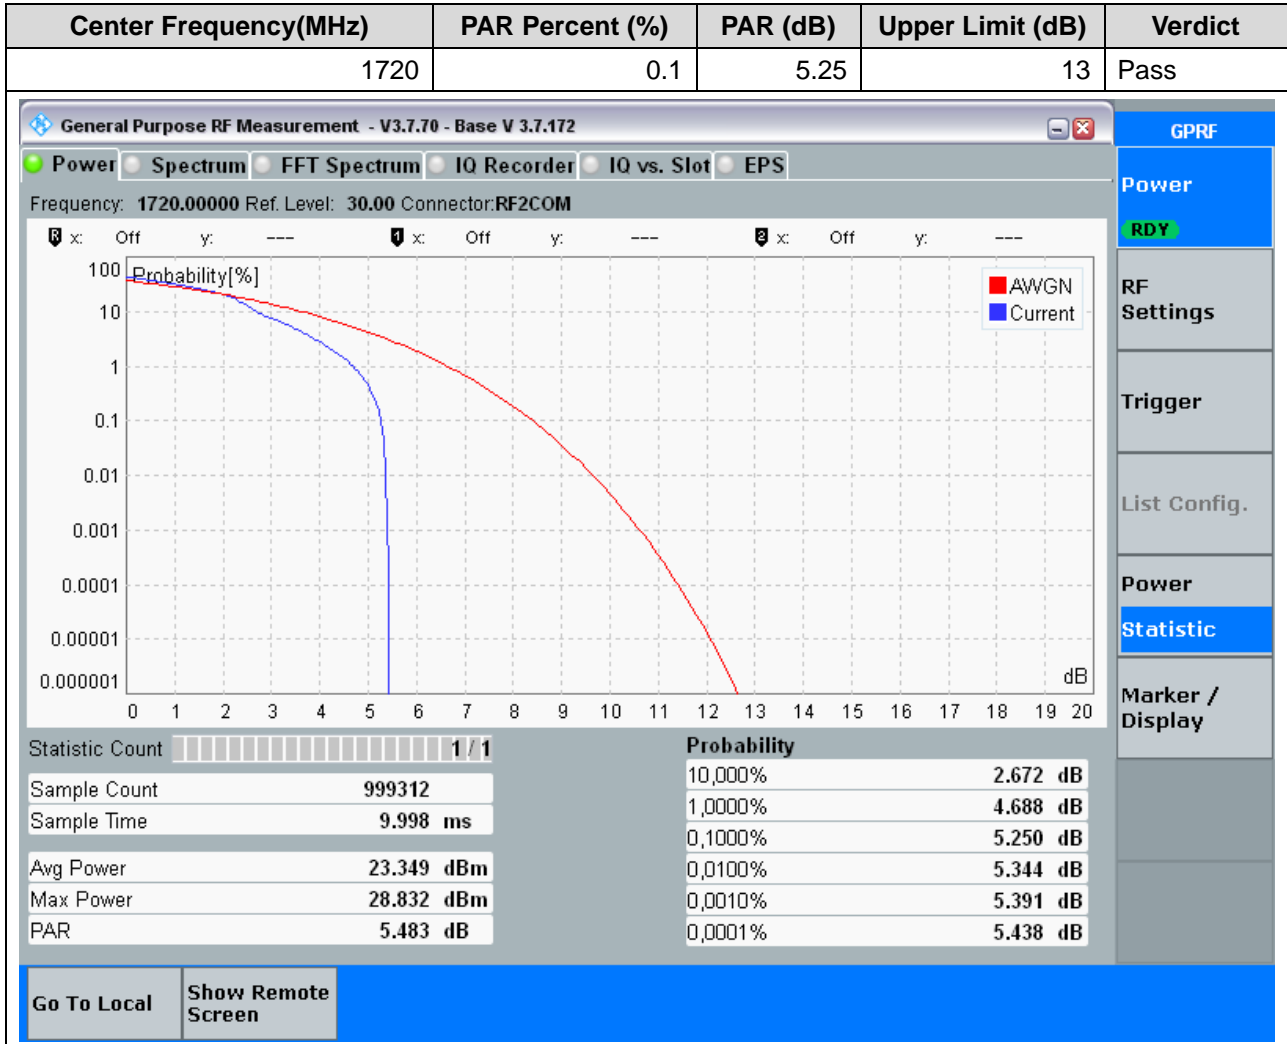 Center Frequency(MHz) PAR Percent (%) PAR (dB) Upper Limit (dB) Verdict
1720 0.1 5.25 13 Pass
General Purpose RF Measurement - V3.7.70 - Base V 3.7.172
GPRF
Power Spectrum FFT Spectrum IQ Recorder IQ vs. Slot EPS
Frequency: 1720.00000 Ref. Level: 30.00 Connector:RF2COM
R x: Off y: --- 1 x: Off y: --- 2 x: Off y: ---
Probability[%]
AWGN
Current
100
10
1
0.1
0.01
0.001
0.0001
0.00001
0.000001
dB
0 1 2 3 4 5 6 7 8 9 10 11 12 13 14 15 16 17 18 19 20
Statistic Count 1 / 1
Sample Count 999312
Sample Time 9.998 ms
Avg Power 23.349 dBm
Max Power 28.832 dBm
PAR 5.483 dB
Probability
10,000% 2.672 dB
1,0000% 4.688 dB
0,1000% 5.250 dB
0,0100% 5.344 dB
0,0010% 5.391 dB
0,0001% 5.438 dB
Power
RDY
RF
Settings
Trigger
List Config.
Power
Statistic
Marker /
Display
Go To Local
Show Remote
Screen